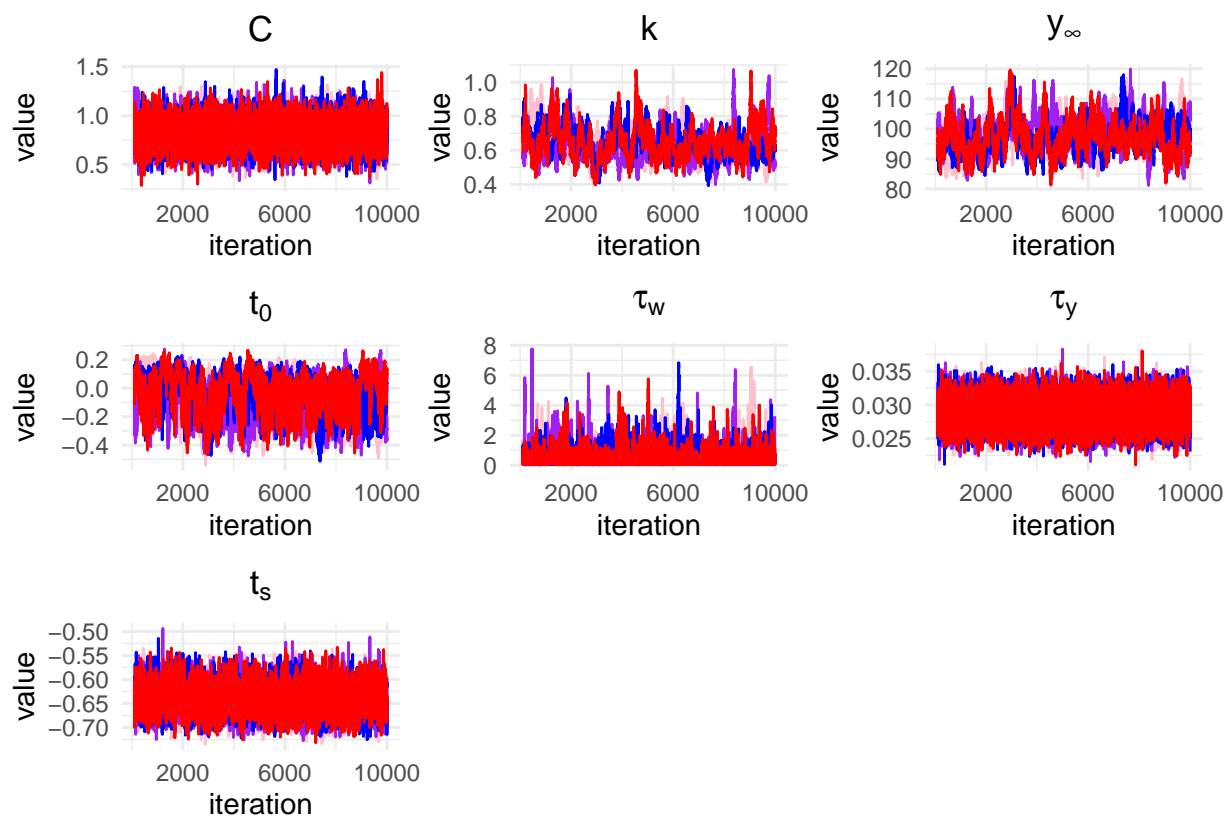 C
1.5
1.0
0.5
value
2000 6000 10000
iteration
k
1.0
0.8
0.6
0.4
value
2000 6000 10000
iteration
y∞
120
110
100
90
80
value
2000 6000 10000
iteration
t₀
0.2
0.0
−0.2
−0.4
value
2000 6000 10000
iteration
τw
8
6
4
2
0
value
2000 6000 10000
iteration
τy
0.035
0.030
0.025
value
2000 6000 10000
iteration
tₛ
−0.50
−0.55
−0.60
−0.65
−0.70
value
2000 6000 10000
iteration